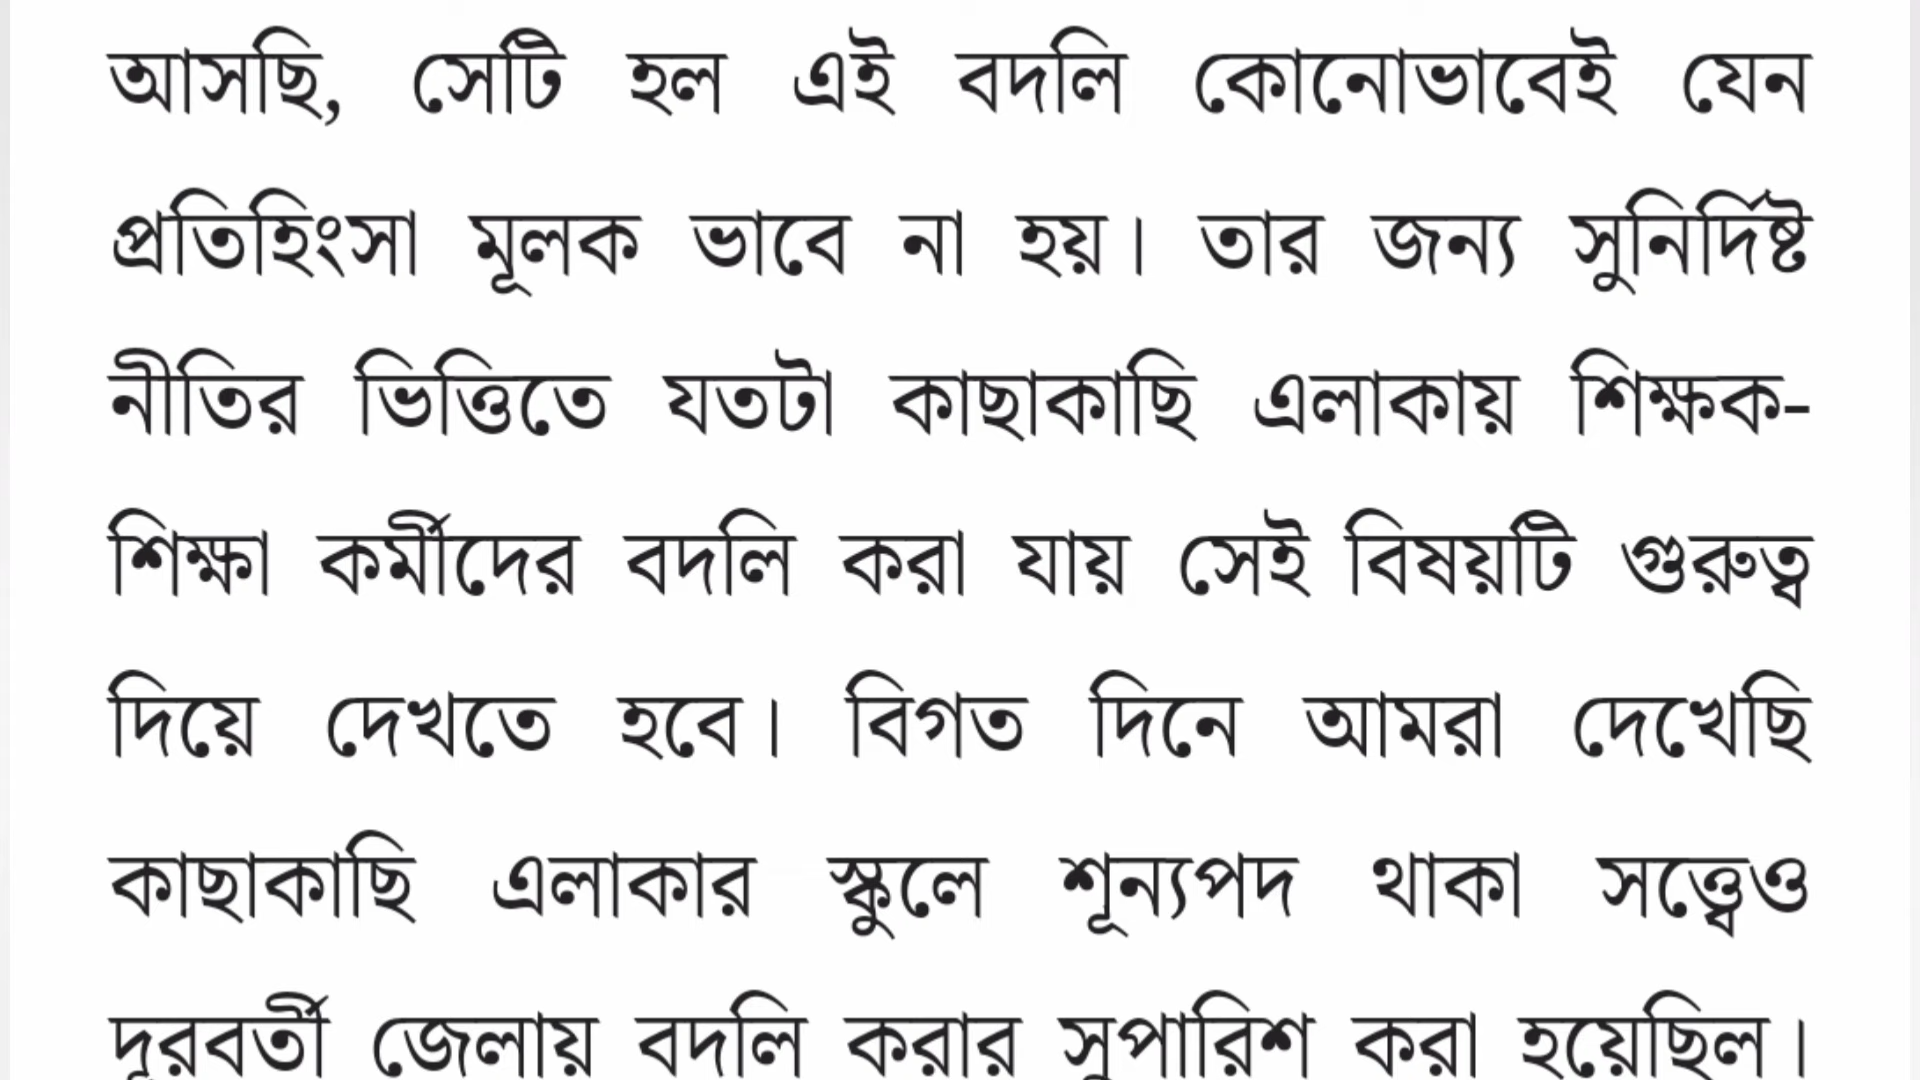 আসছি, সেটি হল এই বদলি কোনোভাবেই যেন
প্রতিহিংসা মূলক ভাবে না হয়। তার জন্য সুনির্দিষ্ট
নীতির ভিত্তিতে যতটা কাছাকাছি এলাকায় শিক্ষক-
শিক্ষা কর্মীদের বদলি করা যায় সেই বিষয়টি গুরুত্ব
দিয়ে দেখতে হবে। বিগত দিনে আমরা দেখেছি
কাছাকাছি এলাকার স্কুলে শূন্যপদ থাকা সত্ত্বেও
দূরবর্তী জেলায় বদলি করার সুপারিশ করা হয়েছিল।